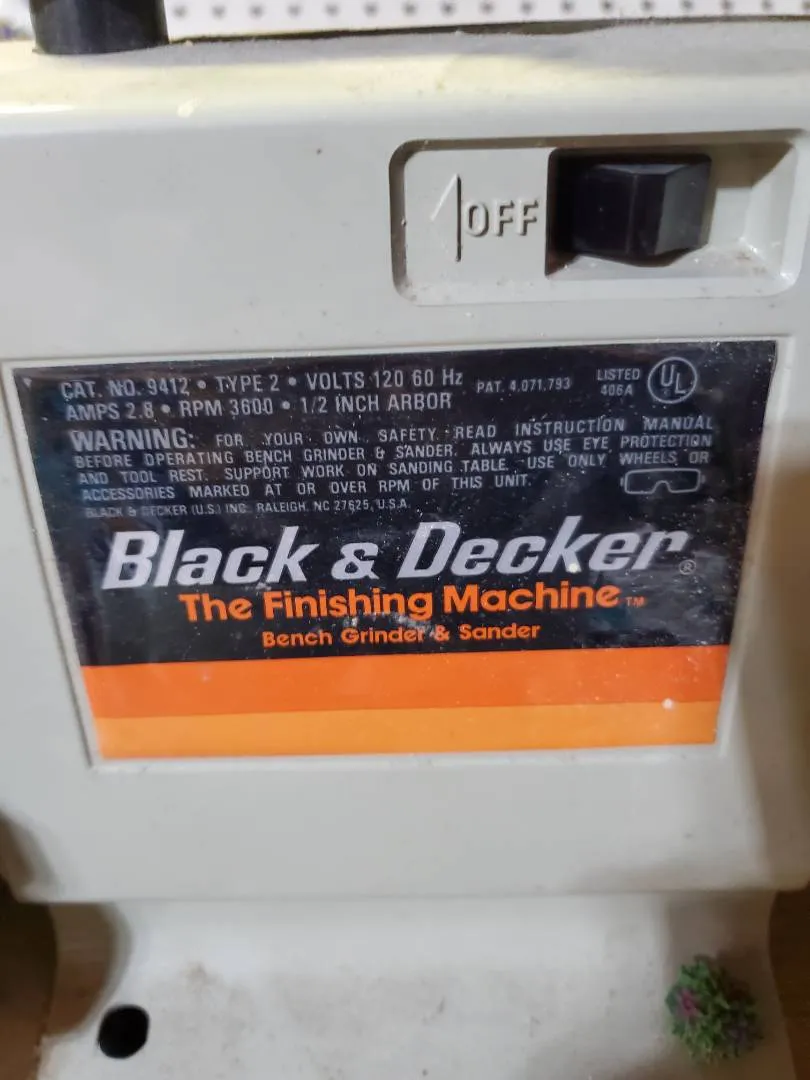 OFF
CAT. NO. 9412 • TYPE 2 • VOLTS 120 60 Hz PAT. 4,071,793 LISTED 406A UL
AMPS 2.8 • RPM 3600 • 1/2 INCH ARBOR
WARNING: FOR YOUR OWN SAFETY READ INSTRUCTION MANUAL
BEFORE OPERATING BENCH GRINDER & SANDER. ALWAYS USE EYE PROTECTION
AND TOOL REST. SUPPORT WORK ON SANDING TABLE. USE ONLY WHEELS OR
ACCESSORIES MARKED AT OR OVER RPM OF THIS UNIT.
BLACK & DECKER (U.S.) INC. RALEIGH, NC 27625, U.S.A.
Black & Decker®
The Finishing Machine™
Bench Grinder & Sander